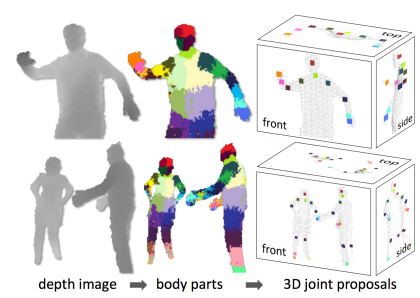 top
front
side
top
front
side
depth image
body parts
3D joint proposals